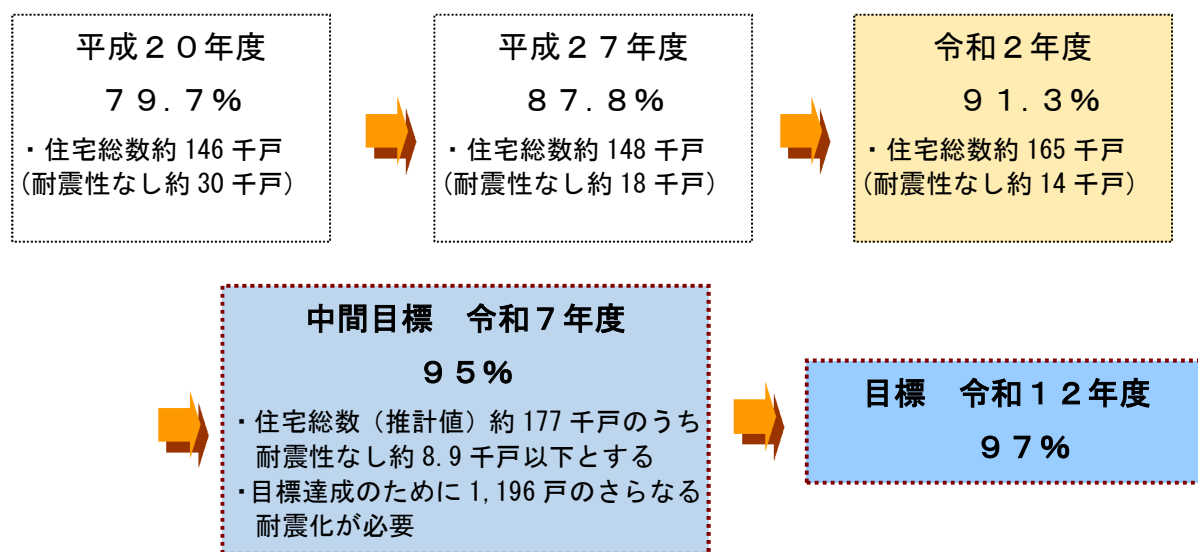 平成２０年度
７９.７％
・住宅総数約 146 千戸
(耐震性なし約 30 千戸)
平成２７年度
８７.８％
・住宅総数約 148 千戸
(耐震性なし約 18 千戸)
令和２年度
９１.３％
・住宅総数約 165 千戸
(耐震性なし約 14 千戸)
中間目標　令和７年度
９５％
・住宅総数（推計値）約 177 千戸のうち
耐震性なし約 8.9 千戸以下とする
・目標達成のために 1,196 戸のさらなる
耐震化が必要
目標　令和１２年度
９７％